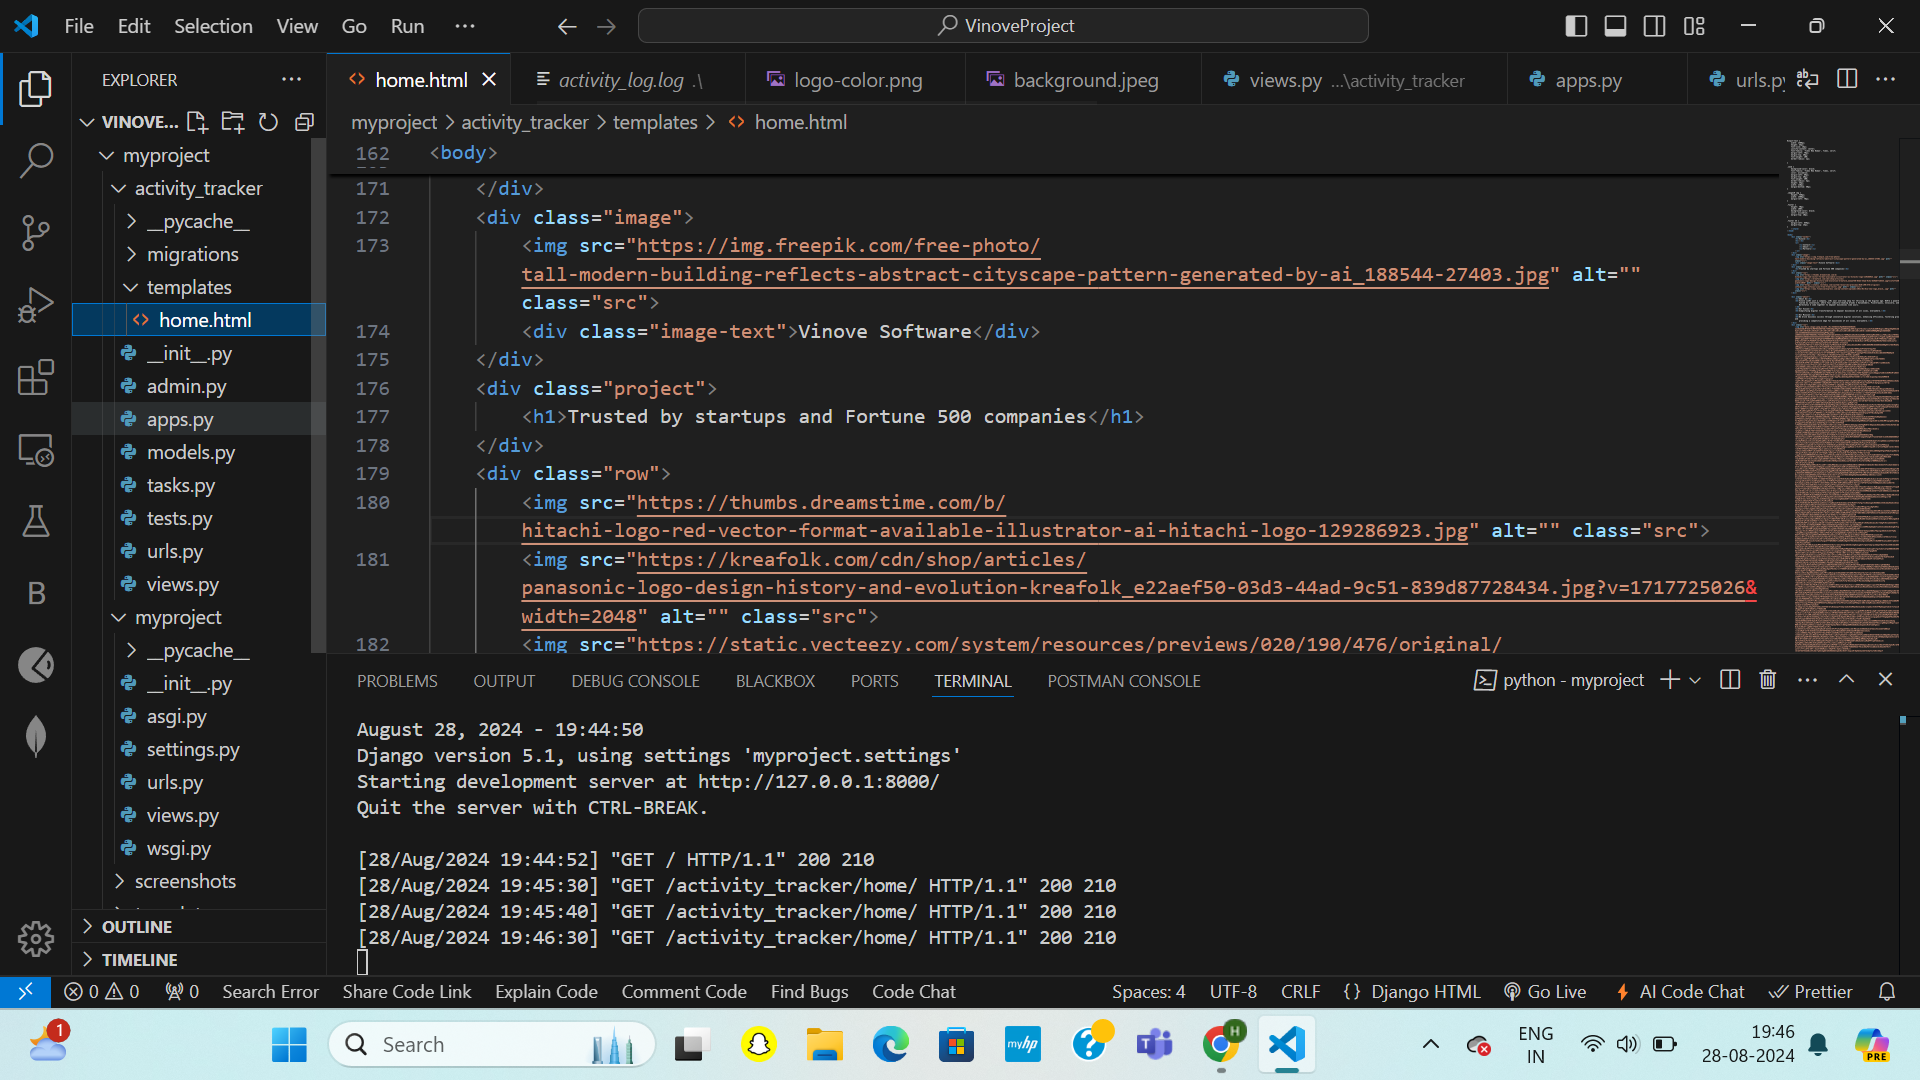 File Edit Selection View Go Run ···
VinoveProject
EXPLORER
VINOVE...
myproject
activity_tracker
__pycache__
migrations
templates
home.html
__init__.py
admin.py
apps.py
models.py
tasks.py
tests.py
urls.py
views.py
myproject
__pycache__
__init__.py
asgi.py
settings.py
urls.py
views.py
wsgi.py
screenshots
OUTLINE
TIMELINE
home.html activity_log.log .\ logo-color.png background.jpeg views.py ...\activity_tracker apps.py urls.py
myproject > activity_tracker > templates > <> home.html
162 <body>
171 </div>
172 <div class="image">
173 <img src="https://img.freepik.com/free-photo/
tall-modern-building-reflects-abstract-cityscape-pattern-generated-by-ai_188544-27403.jpg" alt=""
class="src">
174 <div class="image-text">Vinove Software</div>
175 </div>
176 <div class="project">
177 <h1>Trusted by startups and Fortune 500 companies</h1>
178 </div>
179 <div class="row">
180 <img src="https://thumbs.dreamstime.com/b/
hitachi-logo-red-vector-format-available-illustrator-ai-hitachi-logo-129286923.jpg" alt="" class="src">
181 <img src="https://kreafolk.com/cdn/shop/articles/
panasonic-logo-design-history-and-evolution-kreafolk_e22aef50-03d3-44ad-9c51-839d87728434.jpg?v=1717725026&
width=2048" alt="" class="src">
182 <img src="https://static.vecteezy.com/system/resources/previews/020/190/476/original/
PROBLEMS OUTPUT DEBUG CONSOLE BLACKBOX PORTS TERMINAL POSTMAN CONSOLE
python - myproject
August 28, 2024 - 19:44:50
Django version 5.1, using settings 'myproject.settings'
Starting development server at http://127.0.0.1:8000/
Quit the server with CTRL-BREAK.
[28/Aug/2024 19:44:52] "GET / HTTP/1.1" 200 210
[28/Aug/2024 19:45:30] "GET /activity_tracker/home/ HTTP/1.1" 200 210
[28/Aug/2024 19:45:40] "GET /activity_tracker/home/ HTTP/1.1" 200 210
[28/Aug/2024 19:46:30] "GET /activity_tracker/home/ HTTP/1.1" 200 210
0 0 0 Search Error Share Code Link Explain Code Comment Code Find Bugs Code Chat
Spaces: 4 UTF-8 CRLF {} Django HTML Go Live AI Code Chat Prettier
1
Search
myhp
H
ENG
IN
19:46
28-08-2024
PRE